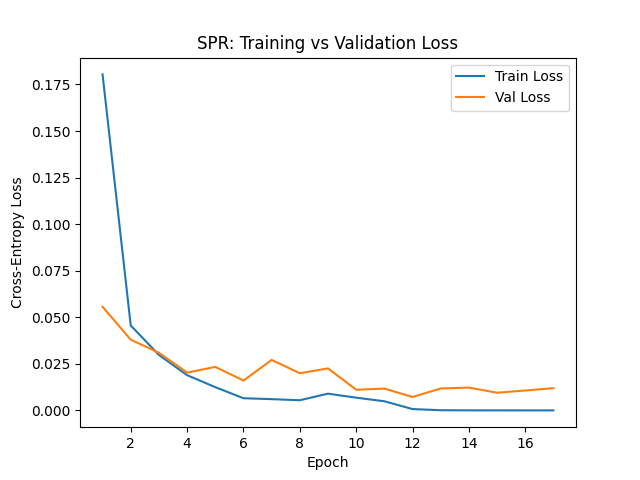 SPR: Training vs Validation Loss
Train Loss
Val Loss
Cross-Entropy Loss
0.175
0.150
0.125
0.100
0.075
0.050
0.025
0.000
2 4 6 8 10 12 14 16
Epoch